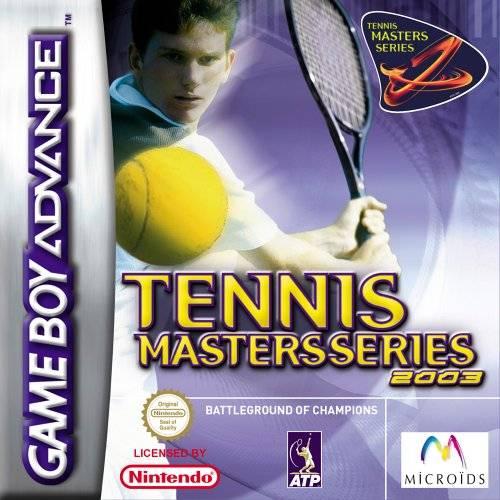 GAME BOY ADVANCE
TENNIS
MASTERS
SERIES
TENNIS
MASTERS SERIES
2003
BATTLEGROUND OF CHAMPIONS
Original
Nintendo
Seal of
Quality
LICENSED BY
Nintendo
ATP
MICROÏDS